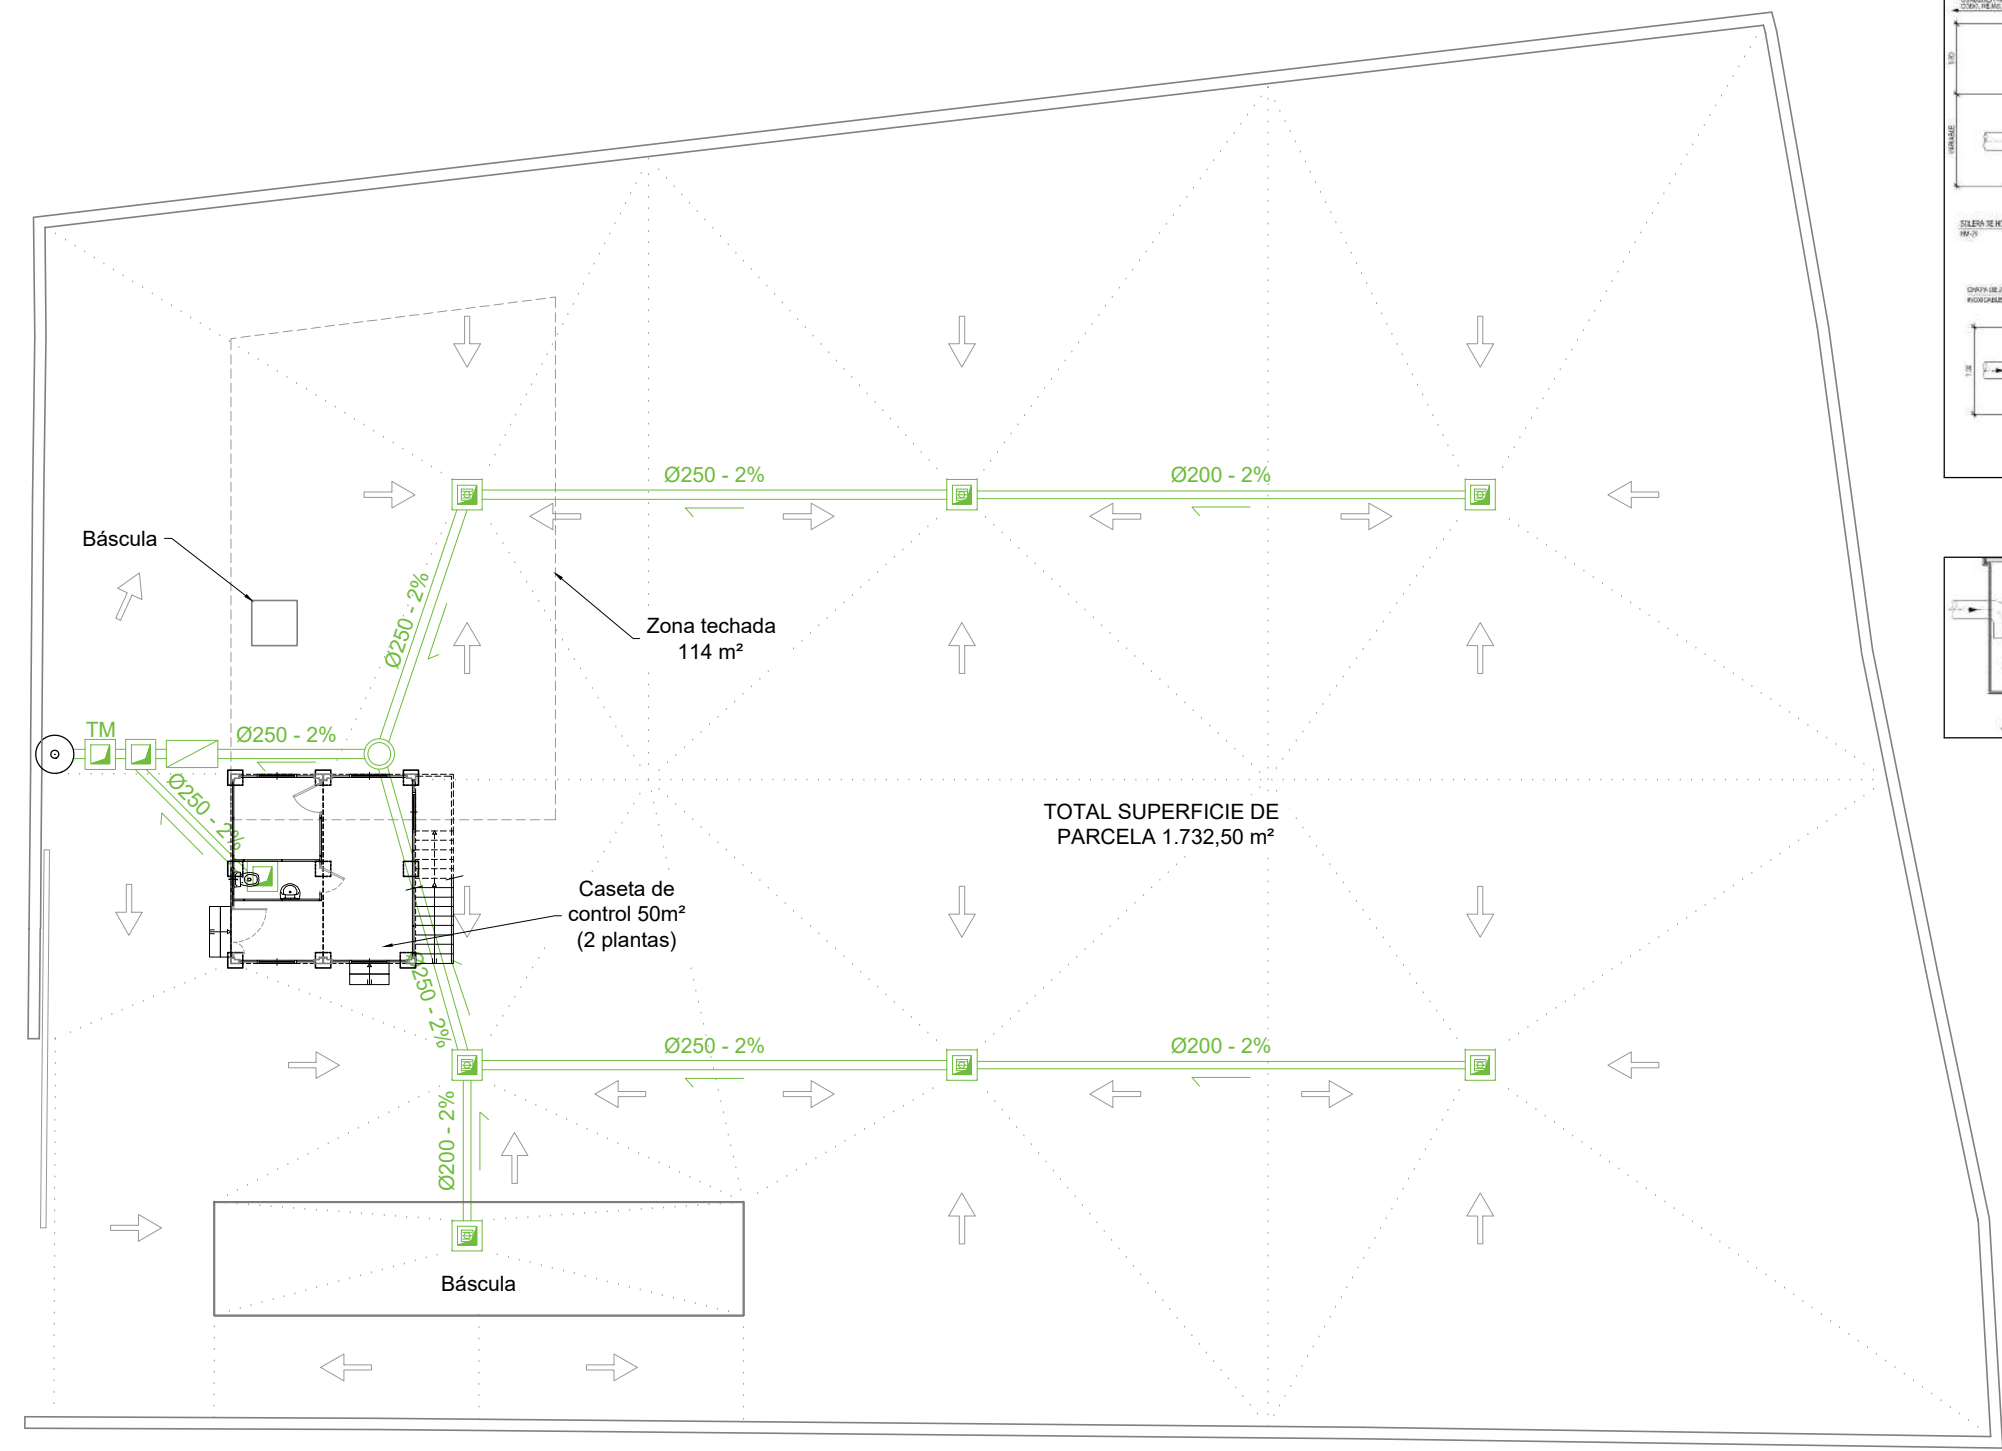 Ø250 - 2%
Ø200 - 2%
Báscula
Ø250 - 2%
Zona techada
114 m²
TM
Ø250 - 2%
Ø250 - 2%
TOTAL SUPERFICIE DE
PARCELA 1.732,50 m²
Caseta de
control 50m²
(2 plantas)
Ø250 - 2%
Ø250 - 2%
Ø200 - 2%
Ø200 - 2%
Báscula
VARIABLE